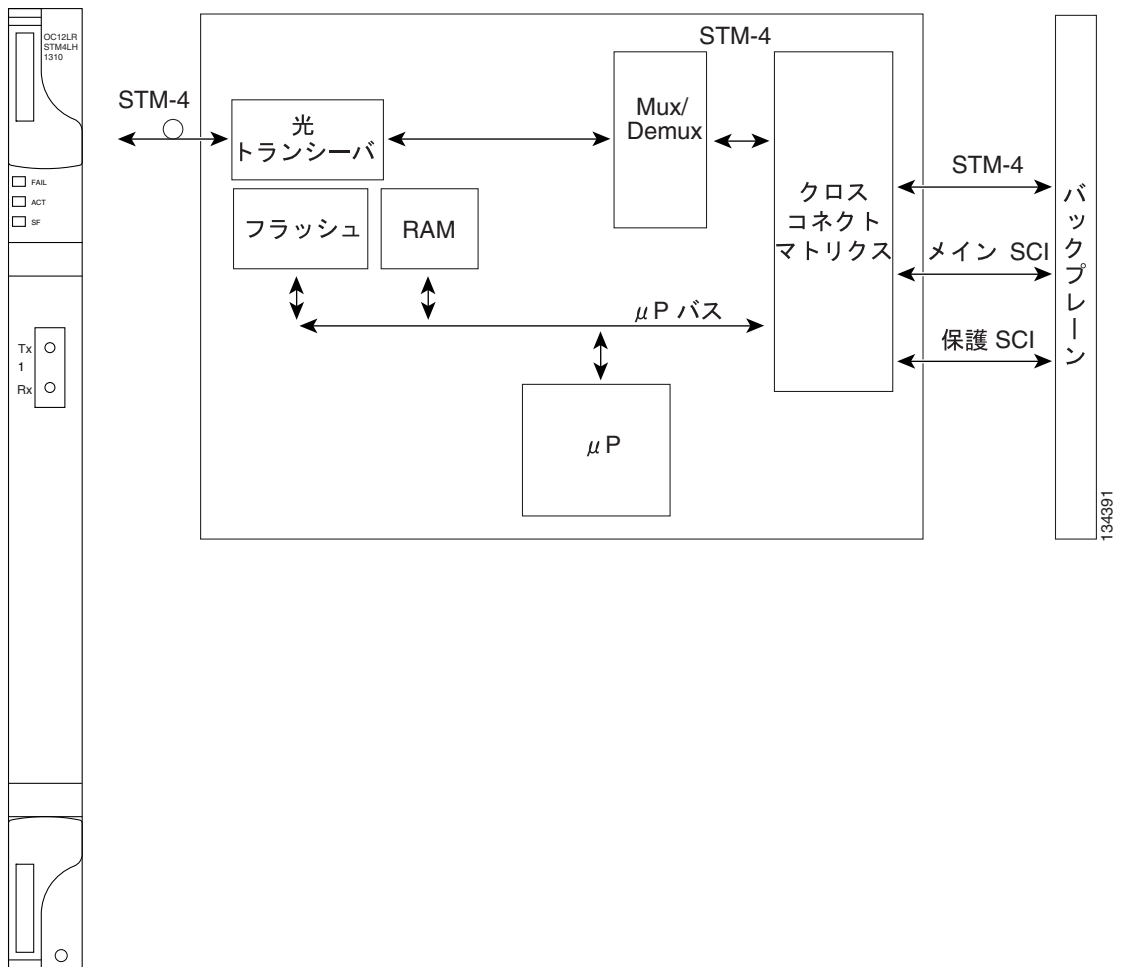 OC12LR
STM4LH
1310
FAIL
ACT
SF
Tx
1
Rx
STM-4
光
トランシーバ
フラッシュ
RAM
Mux/
Demux
STM-4
クロス
コネクト
マトリクス
μP バス
μP
STM-4
メイン SCI
保護 SCI
バックプレーン
134391